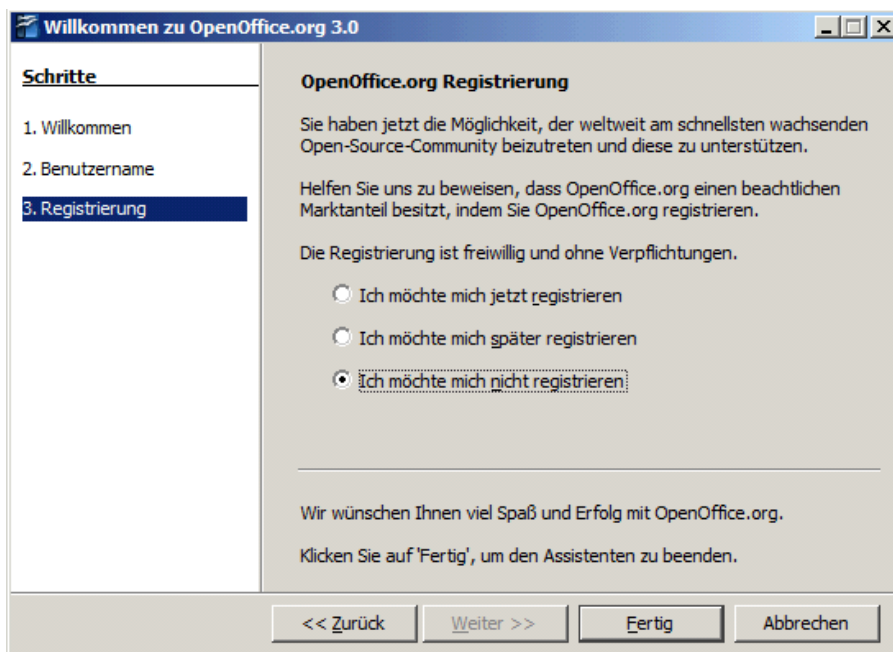 Willkommen zu OpenOffice.org 3.0
Schritte
1. Willkommen
2. Benutzername
3. Registrierung
OpenOffice.org Registrierung
Sie haben jetzt die Möglichkeit, der weltweit am schnellsten wachsenden
Open-Source-Community beizutreten und diese zu unterstützen.
Helfen Sie uns zu beweisen, dass OpenOffice.org einen beachtlichen
Marktanteil besitzt, indem Sie OpenOffice.org registrieren.
Die Registrierung ist freiwillig und ohne Verpflichtungen.
Ich möchte mich jetzt registrieren
Ich möchte mich später registrieren
Ich möchte mich nicht registrieren
Wir wünschen Ihnen viel Spaß und Erfolg mit OpenOffice.org.
Klicken Sie auf 'Fertig', um den Assistenten zu beenden.
<< Zurück
Weiter >>
Fertig
Abbrechen